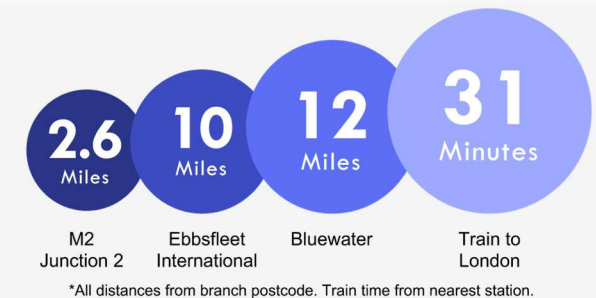 2.6
Miles
10
Miles
12
Miles
31
Minutes
M2
Junction 2
Ebbsfleet
International
Bluewater
Train to
London
*All distances from branch postcode. Train time from nearest station.